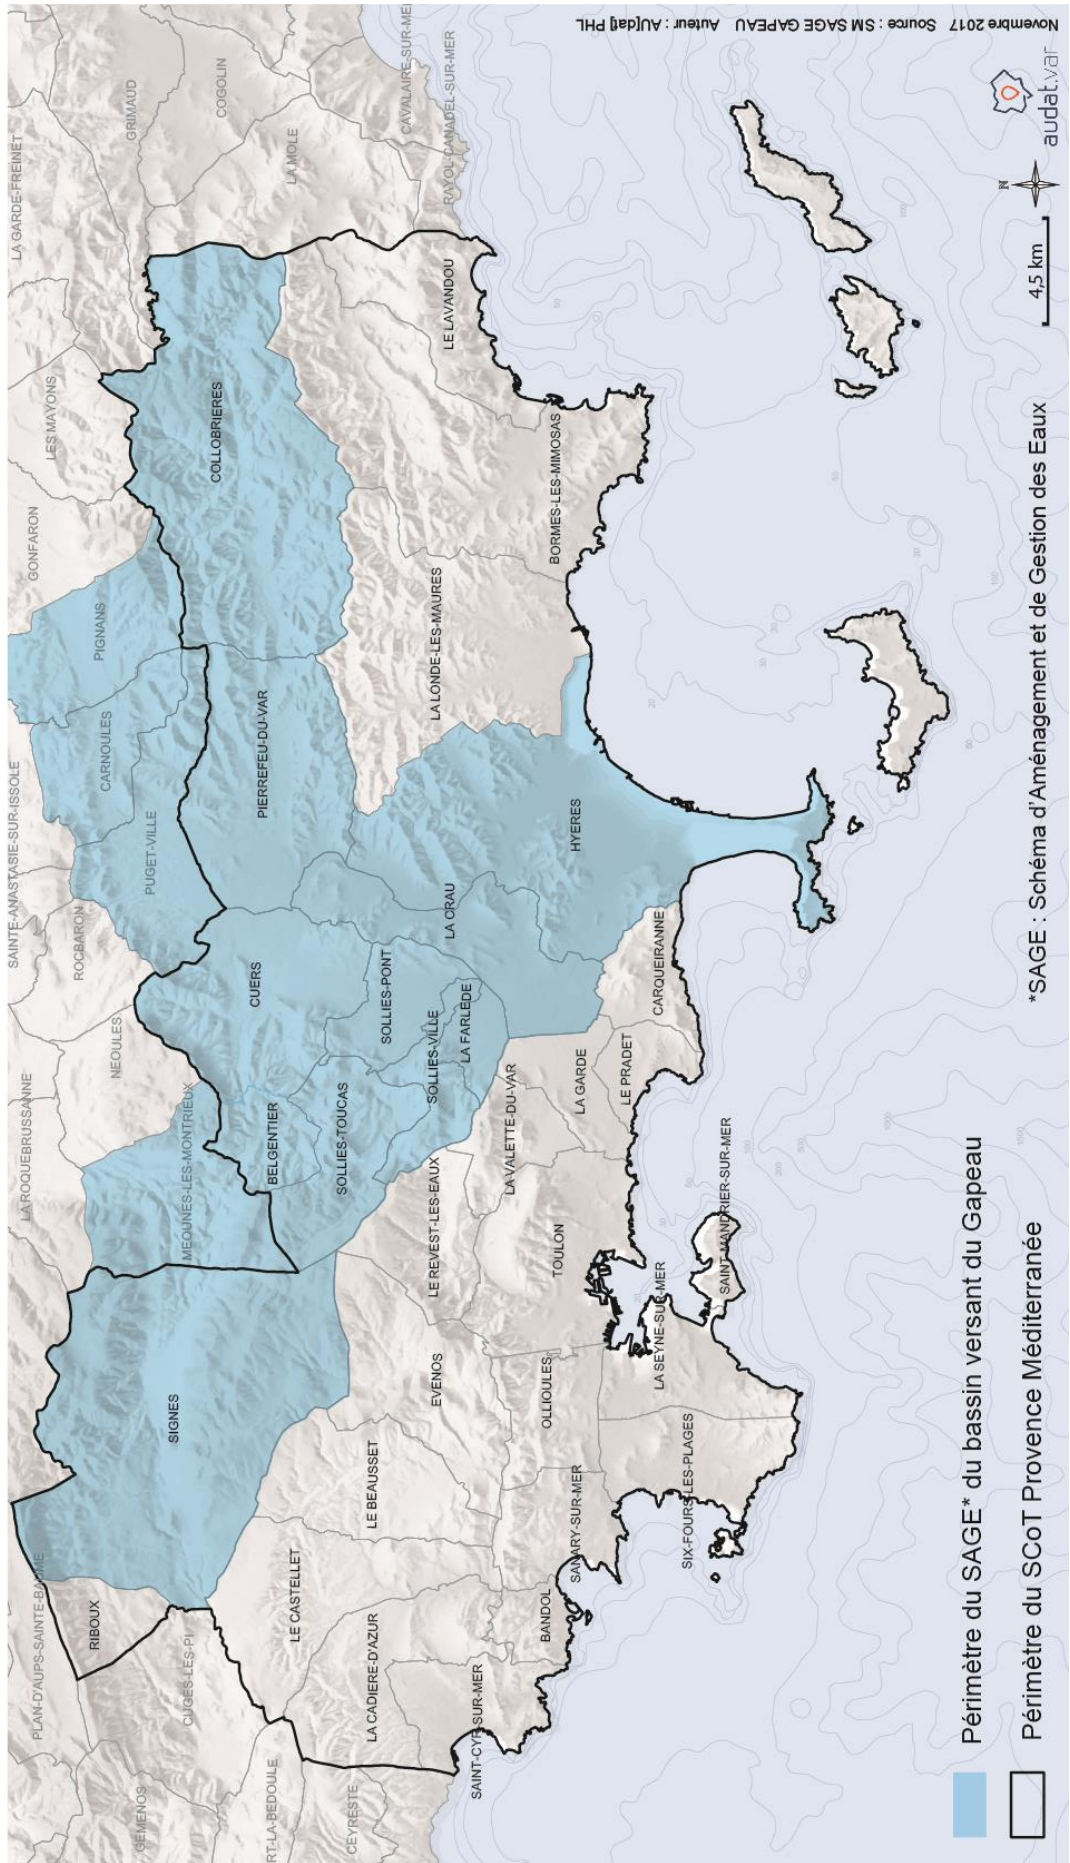 PLAN-D'AUPS-SAINTE-BAUME
LA ROQUEBRUSSANNE
SAINTE-ANASTASIE-SUR-ISSOLE
LA GARDE-FREINET
GEMENOS
RIBOUX
NEOULES
ROCBARON
GONFARON
LES MAYONS
GRIMAUD
CUGES-LES-PI
SIGNES
MEOUNES-LES-MONTRIEUX
PUGET-VILLE
CARNOULES
PIGNANS
COGOLIN
RT-LA-BEDOULE
BELGENTIER
CUERS
PIERREFEU-DU-VAR
COLLOBRIERES
LA MOLE
CEYRESTE
LE CASTELLET
LE BEAUSSET
SOLLIES-TOUCAS
SOLLIES-PONT
LA CADIERE-D'AZUR
EVENOS
LE REVEST-LES-EAUX
SOLLIES-VILLE
LA FARLEDE
LA CRAU
LA LONDE-LES-MAURES
LE LAVANDOU
CAVALAIRE-SUR-MER
RAYOL-CANADEL-SUR-MER
SAINT-CYR-SUR-MER
BANDOL
SANARY-SUR-MER
OLLIOULES
TOULON
LA-VALETTE-DU-VAR
LA GARDE
LE PRADET
CARQUEIRANNE
HYERES
BORMES-LES-MIMOSAS
SIX-FOURS-LES-PLAGES
LA SEYNE-SUR-MER
SAINT-MANDRIER-SUR-MER
Périmètre du SAGE* du bassin versant du Gapeau
Périmètre du SCoT Provence Méditerranée
*SAGE : Schéma d'Aménagement et de Gestion des Eaux
4,5 km
N
audat.var
Novembre 2017 Source : SM SAGE GAPEAU Auteur : AU[dat] PHL